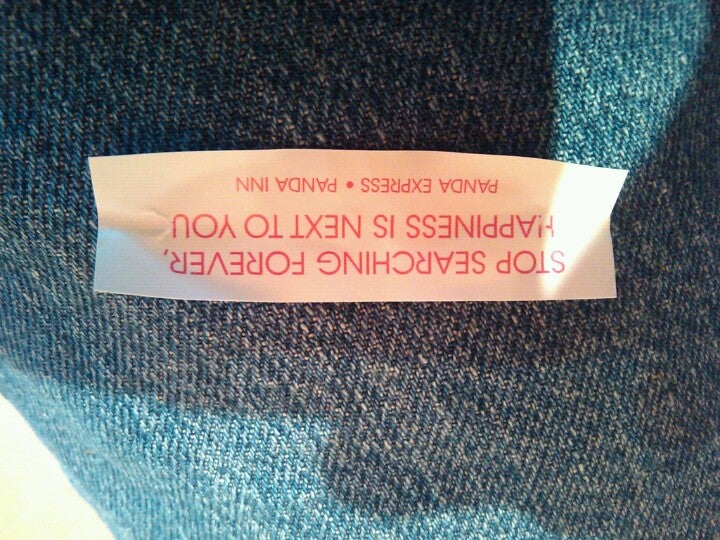 STOP SEARCHING FOREVER,
HAPPINESS IS NEXT TO YOU
PANDA EXPRESS • PANDA INN